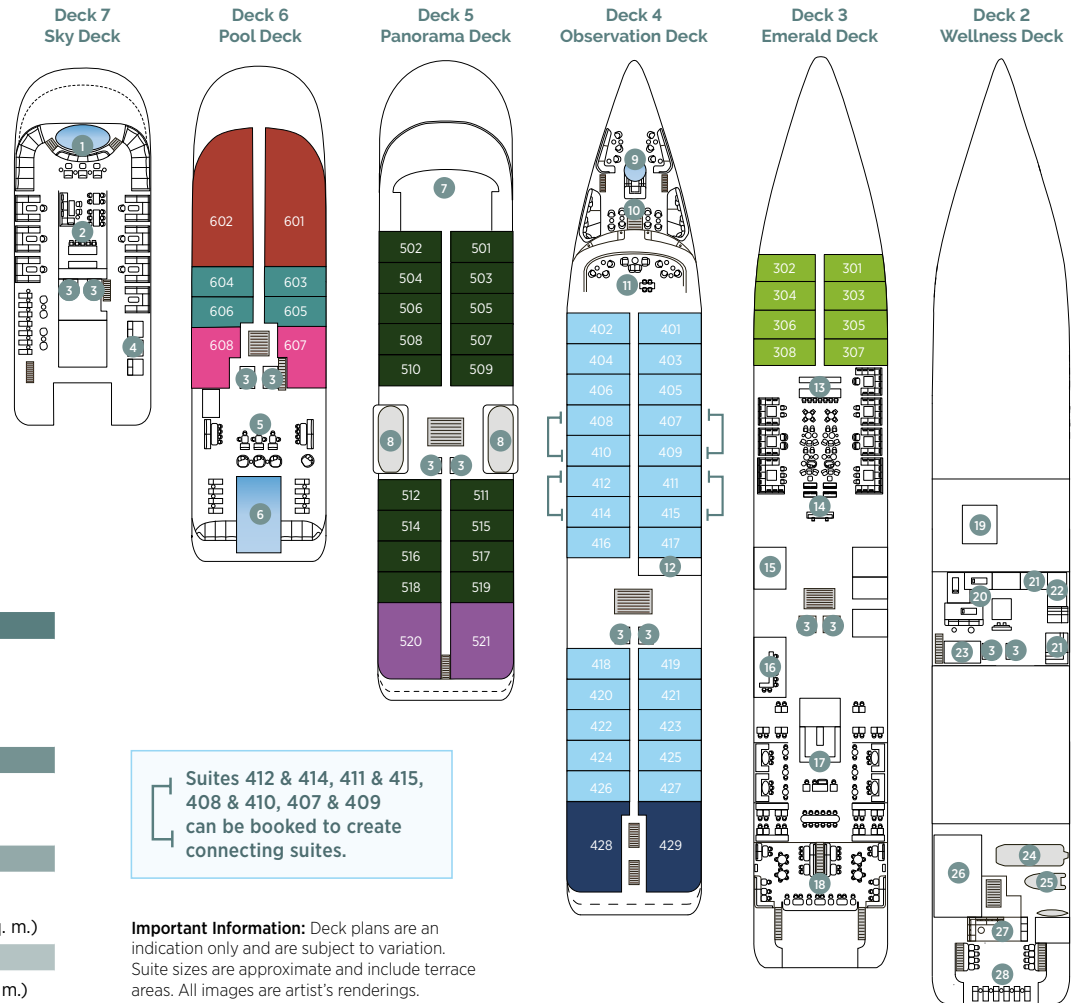 Deck 7
Sky Deck
Deck 6
Pool Deck
Deck 5
Panorama Deck
Deck 4
Observation Deck
Deck 3
Emerald Deck
Deck 2
Wellness Deck
1
2
3 3
4
602 601
604 603
606 605
608 607
3 3
5
6
7
502 501
504 503
506 505
508 507
510 509
8 8
3 3
512 511
514 515
516 517
518 519
520 521
9
10
11
402 401
404 403
406 405
408 407
410 409
412 411
414 415
416 417
12
3 3
418 419
420 421
422 423
424 425
426 427
428 429
302 301
304 303
306 305
308 307
13
14
15
3 3
16
17
18
19
21
20 22
23 3 3 21
24
26 25
27
28
Suites 412 & 414, 411 & 415,
408 & 410, 407 & 409
can be booked to create
connecting suites.
. m.)
m.)
Important Information: Deck plans are an
indication only and are subject to variation.
Suite sizes are approximate and include terrace
areas. All images are artist's renderings.